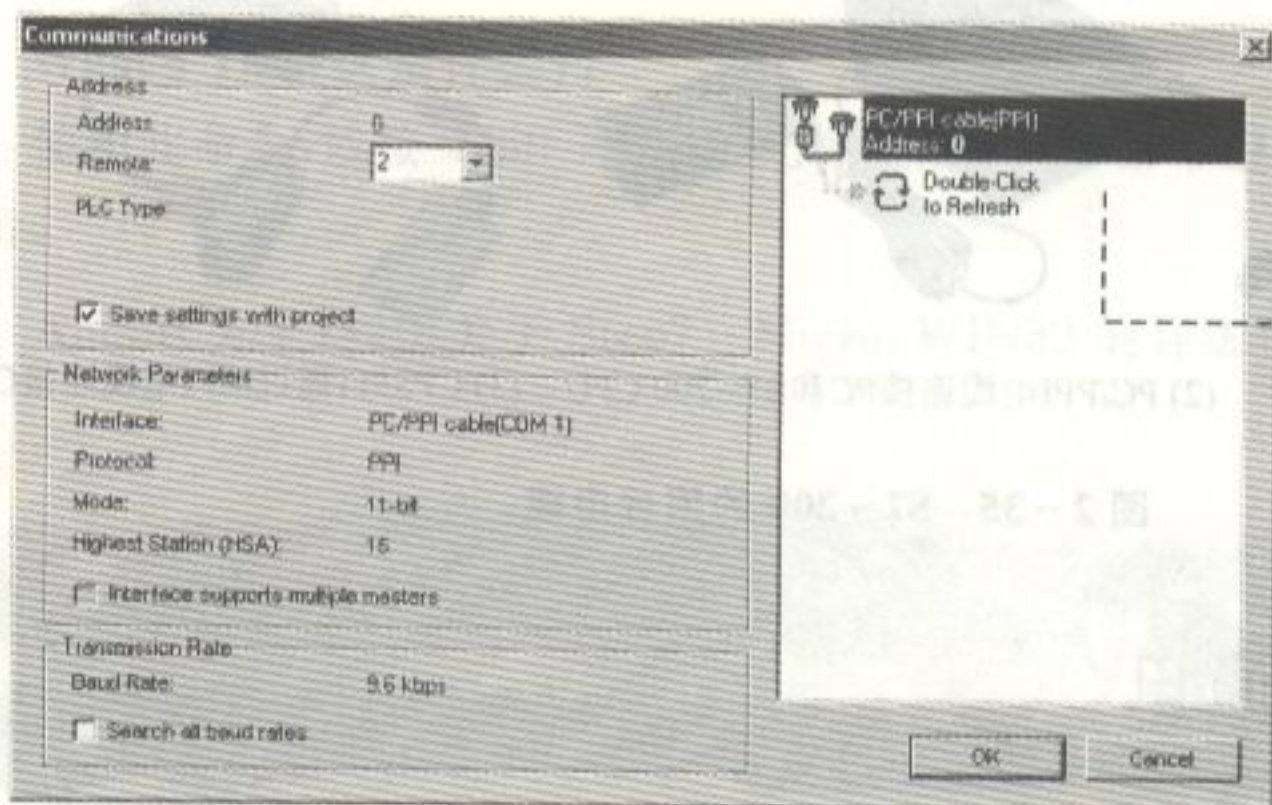 Communications
Address
Address: 0
Remote: 2
PLC Type
Save settings with project
Network Parameters
Interface: PC/PPI cable(COM 1)
Protocol: PPI
Mode: 11-bit
Highest Station (HSA): 15
Interface supports multiple masters
Transmission Rate
Baud Rate: 9.6 kbps
Search all baud rates
PC/PPI cable(PPI)
Address: 0
Double-Click
to Refresh
OK
Cancel